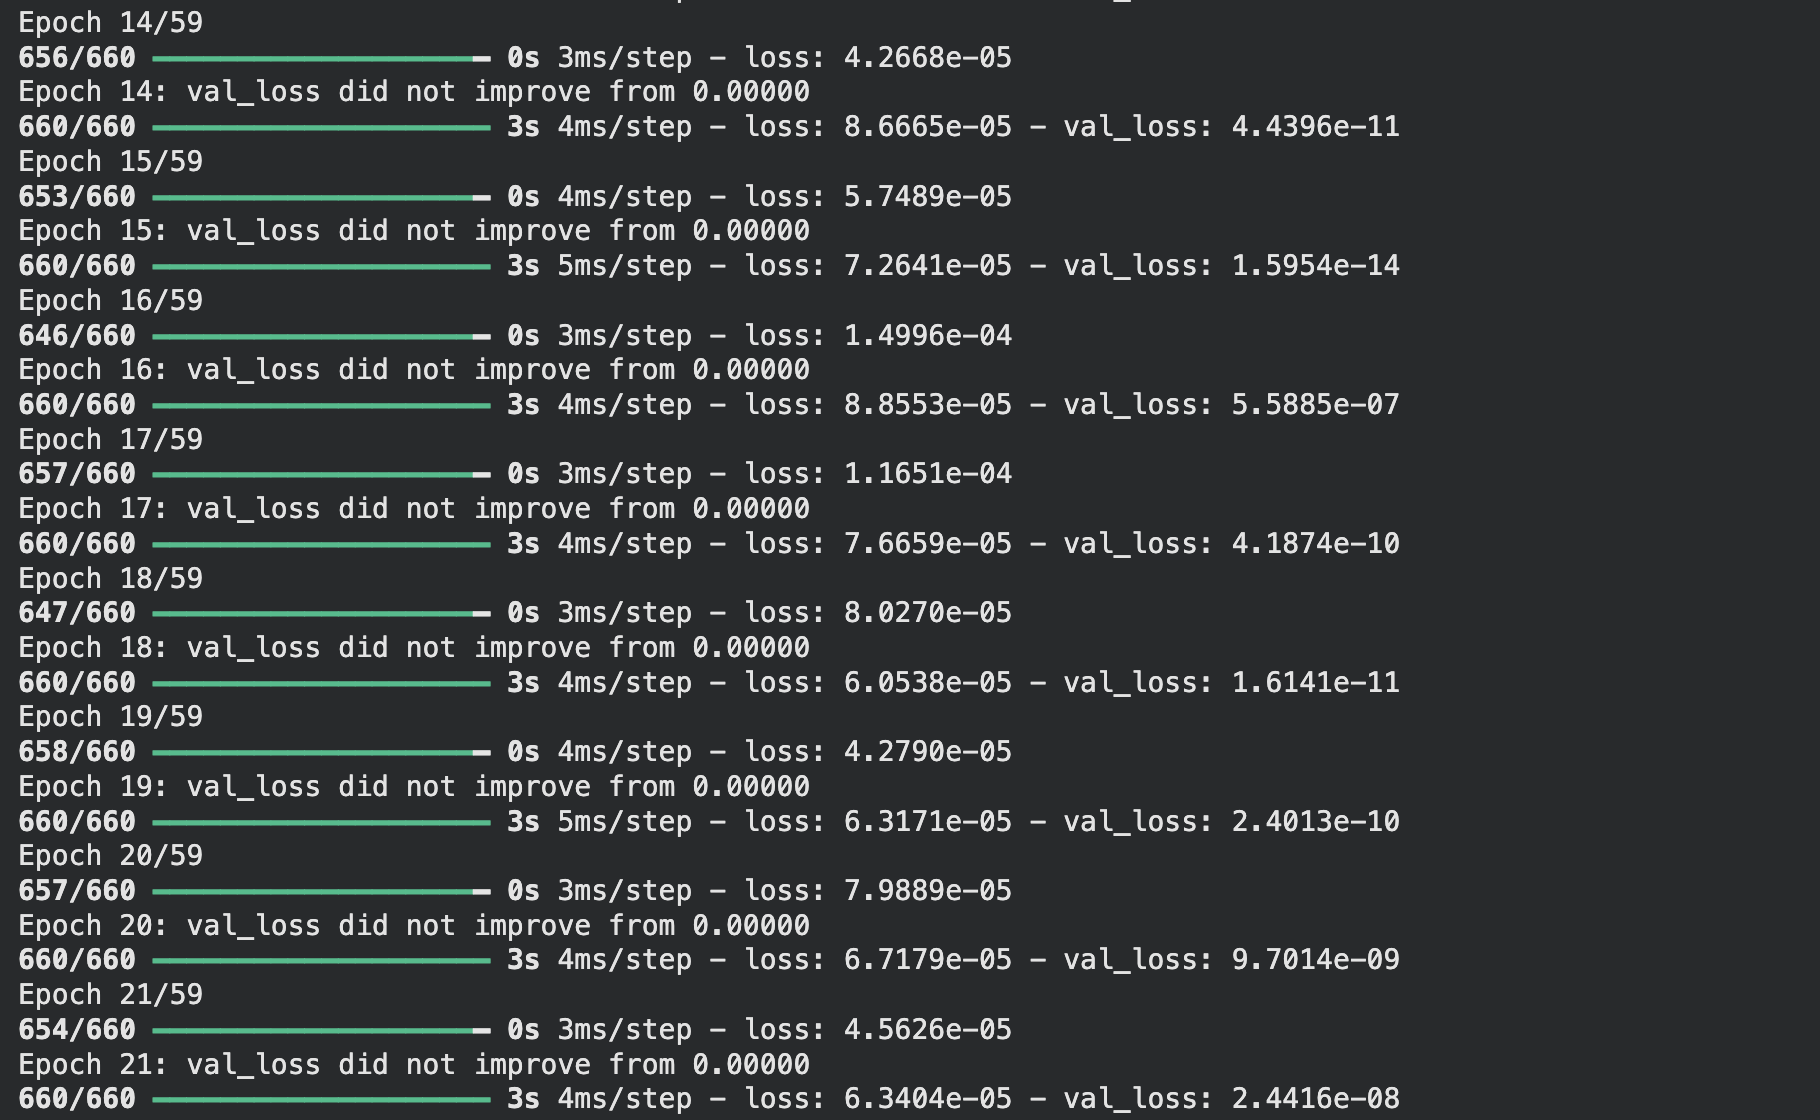 Epoch 14/59
656/660 0s 3ms/step - loss: 4.2668e-05
Epoch 14: val_loss did not improve from 0.00000
660/660 3s 4ms/step - loss: 8.6665e-05 - val_loss: 4.4396e-11
Epoch 15/59
653/660 0s 4ms/step - loss: 5.7489e-05
Epoch 15: val_loss did not improve from 0.00000
660/660 3s 5ms/step - loss: 7.2641e-05 - val_loss: 1.5954e-14
Epoch 16/59
646/660 0s 3ms/step - loss: 1.4996e-04
Epoch 16: val_loss did not improve from 0.00000
660/660 3s 4ms/step - loss: 8.8553e-05 - val_loss: 5.5885e-07
Epoch 17/59
657/660 0s 3ms/step - loss: 1.1651e-04
Epoch 17: val_loss did not improve from 0.00000
660/660 3s 4ms/step - loss: 7.6659e-05 - val_loss: 4.1874e-10
Epoch 18/59
647/660 0s 3ms/step - loss: 8.0270e-05
Epoch 18: val_loss did not improve from 0.00000
660/660 3s 4ms/step - loss: 6.0538e-05 - val_loss: 1.6141e-11
Epoch 19/59
658/660 0s 4ms/step - loss: 4.2790e-05
Epoch 19: val_loss did not improve from 0.00000
660/660 3s 5ms/step - loss: 6.3171e-05 - val_loss: 2.4013e-10
Epoch 20/59
657/660 0s 3ms/step - loss: 7.9889e-05
Epoch 20: val_loss did not improve from 0.00000
660/660 3s 4ms/step - loss: 6.7179e-05 - val_loss: 9.7014e-09
Epoch 21/59
654/660 0s 3ms/step - loss: 4.5626e-05
Epoch 21: val_loss did not improve from 0.00000
660/660 3s 4ms/step - loss: 6.3404e-05 - val_loss: 2.4416e-08